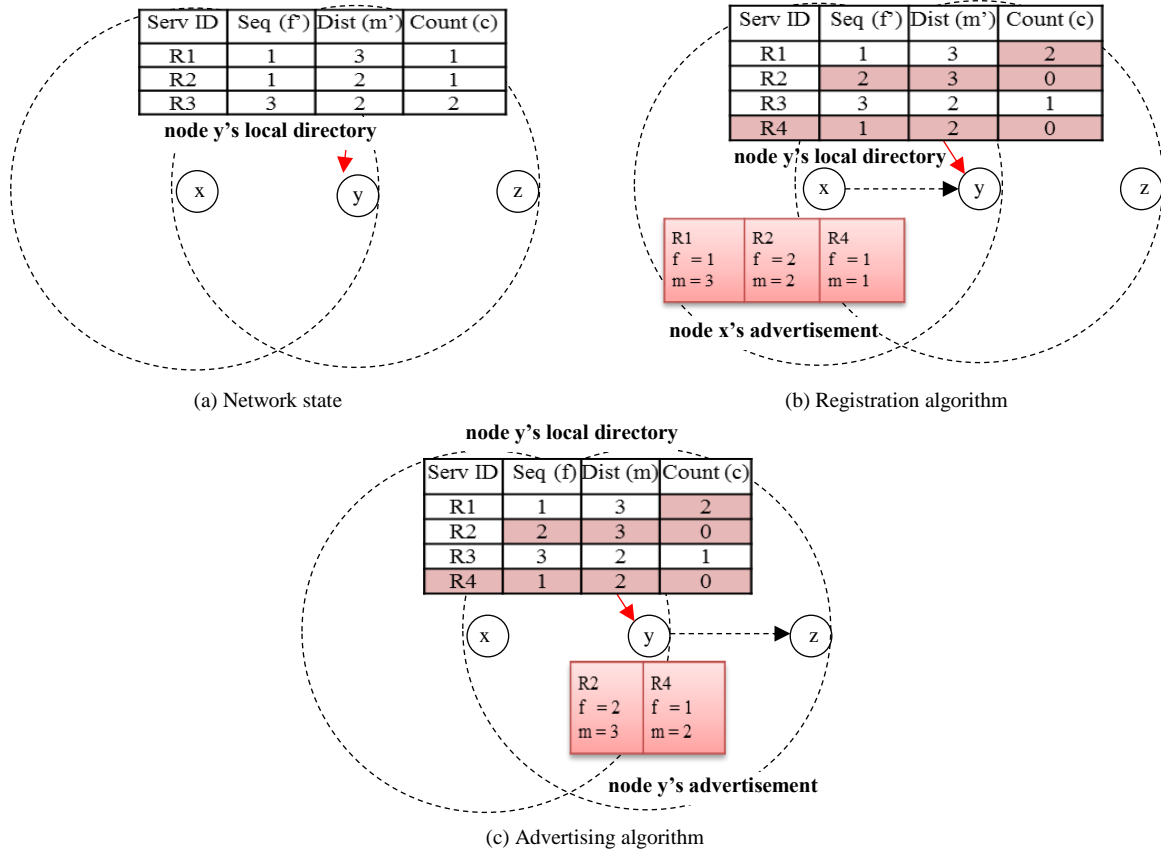 Serv ID Seq (f’) Dist (m’) Count (c)
R1 1 3 1
R2 1 2 1
R3 3 2 2
node y’s local directory
x y z
(a) Network state
Serv ID Seq (f’) Dist (m’) Count (c)
R1 1 3 2
R2 2 3 0
R3 3 2 1
R4 1 2 0
node y’s local directory
x y z
R1 R2 R4
f = 1 f = 2 f = 1
m = 3 m = 2 m = 1
node x’s advertisement
(b) Registration algorithm
node y’s local directory
Serv ID Seq (f) Dist (m) Count (c)
R1 1 3 2
R2 2 3 0
R3 3 2 1
R4 1 2 0
x y z
R2 R4
f = 2 f = 1
m = 3 m = 2
node y’s advertisement
(c) Advertising algorithm